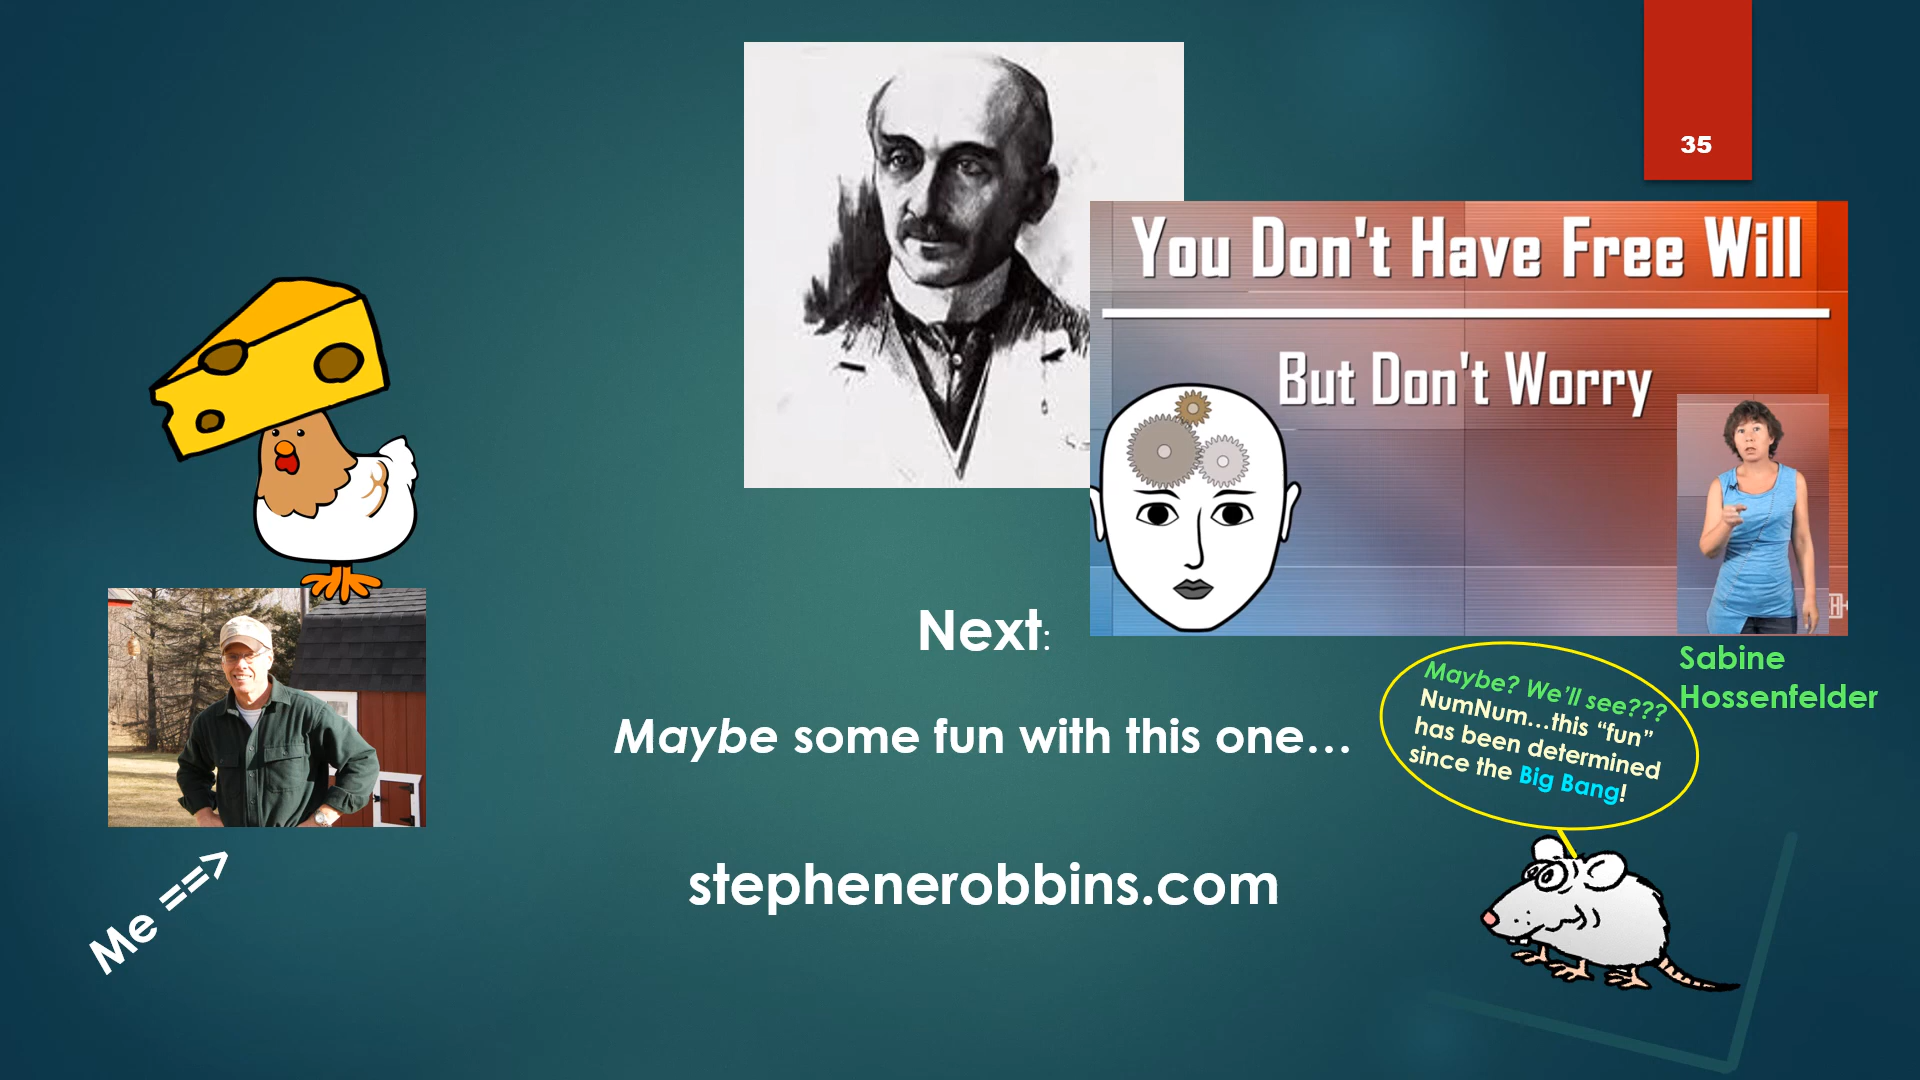 35
You Don't Have Free Will
But Don't Worry
Sabine
Hossenfelder
Next:
Maybe some fun with this one…
Maybe? We’ll see???
NumNum…this “fun”
has been determined
since the Big Bang!
stephenerobbins.com
Me ==>